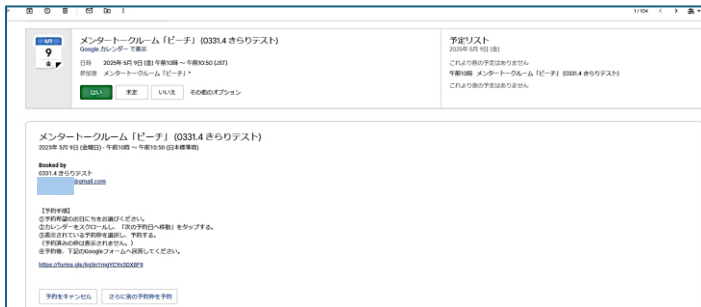 1/104
5月
9
金
メンタートークルーム「ピーチ」 (0331.4 きらりテスト)
Google カレンダー で表示
日時 2025年 5月 9日 (金) 午前10時 ～ 午前10:50 (JST)
参加者 メンタートークルーム「ピーチ」*
はい 未定 いいえ その他のオプション
予定リスト
2025年 5月 9日 (金)
これより前の予定はありません
午前10時 メンタートークルーム「ピーチ」 (0331.4 きらりテスト)
これより後の予定はありません
メンタートークルーム「ピーチ」 (0331.4 きらりテスト)
2025年 5月 9日 (金曜日)・午前10時 ～ 午前10:50 (日本標準時)
Booked by
0331.4 きらりテスト
@gmail.com
【予約手順】
①予約希望のお日にちをお選びください。
②カレンダーをスクロールし、「次の予約日へ移動」をタップする。
③表示されている予約枠を選択し、予約する。
（予約済みの枠は表示されません。）
④予約後、下記のGoogleフォームへ回答してください。
予約をキャンセル さらに別の予約枠を予約